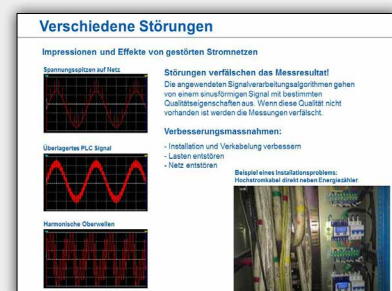 Verschiedene Störungen
Impressionen und Effekte von gestörten Stromnetzen
Spannungsspitzen auf Netz
Überlagertes PLC Signal
Harmonische Oberwellen
Störungen verfälschen das Messresultat!
Die angewendeten Signalverarbeitungsalgorithmen gehen
von einem sinusförmigen Signal mit bestimmten
Qualitätseigenschaften aus. Wenn diese Qualität nicht
vorhanden ist werden die Messungen verfälscht.
Verbesserungsmassnahmen:
- Installation und Verkabelung verbessern
- Lasten entstören
- Netz entstören
Beispiel eines Installationsproblems:
Hochstromkabel direkt neben Energiezähler